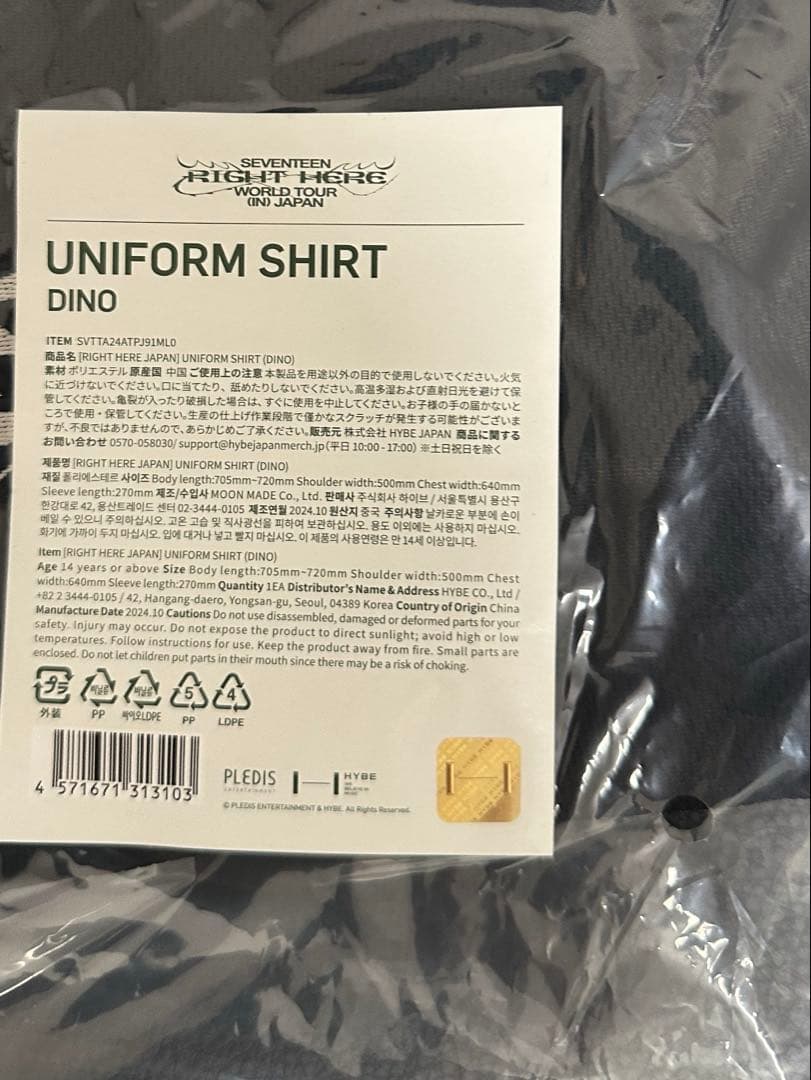 SEVENTEEN
RIGHT HERE
WORLD TOUR
(IN) JAPAN
UNIFORM SHIRT
DINO
ITEM SVTTA24ATPJ91ML0
商品名 [RIGHT HERE JAPAN] UNIFORM SHIRT (DINO)
素材 ポリエステル 原産国 中国 ご使用上の注意 本製品を用途以外の目的で使用しないでください。火気
に近づけないでください。口に当てたり、舐めたりしないでください。高温多湿および直射日光を避けて保
管してください。亀裂が入ったり破損した場合は、すぐに使用を中止してください。お子様の手の届かないと
ころで使用・保管してください。生産の仕上げ作業段階で僅かなスクラッチが発生する可能性がございま
すが、不良ではありませんので、あらかじめご了承ください。販売元 株式会社 HYBE JAPAN 商品に関する
お問い合わせ 0570-058030/ support@hybejapanmerch.jp (平日 10:00 - 17:00) ※土日祝日を除く
제품명 [RIGHT HERE JAPAN] UNIFORM SHIRT (DINO)
재질 폴리에스테르 사이즈 Body length:705mm~720mm Shoulder width:500mm Chest width:640mm
Sleeve length:270mm 제조/수입사 MOON MADE Co., Ltd. 판매사 주식회사 하이브 / 서울특별시 용산구
한강대로 42, 용산트레이드 센터 02-3444-0105 제조연월 2024.10 원산지 중국 주의사항 날카로운 부분에 손이
베일 수 있으니 주의하십시오. 고온 고습 및 직사광선을 피하여 보관하십시오. 용도 이외에는 사용하지 마십시오.
화기에 가까이 두지 마십시오. 입에 대거나 넣고 빨지 마십시오. 이 제품의 사용연령은 만 14세 이상입니다.
Item [RIGHT HERE JAPAN] UNIFORM SHIRT (DINO)
Age 14 years or above Size Body length:705mm~720mm Shoulder width:500mm Chest
width:640mm Sleeve length:270mm Quantity 1EA Distributor's Name & Address HYBE CO., Ltd /
+82 2 3444-0105 / 42, Hangang-daero, Yongsan-gu, Seoul, 04389 Korea Country of Origin China
Manufacture Date 2024.10 Cautions Do not use disassembled, damaged or deformed parts for your
safety. Injury may occur. Do not expose the product to direct sunlight; avoid high or low
temperatures. Follow instructions for use. Keep the product away from fire. Small parts are
enclosed. Do not let children put parts in their mouth since there may be a risk of choking.
プラ 비닐류 비닐류 5 4
外装 PP 바이오LDPE PP LDPE
4 571671 313103
PLEDIS
Entertainment
HYBE
© PLEDIS ENTERTAINMENT & HYBE. All Rights Reserved.